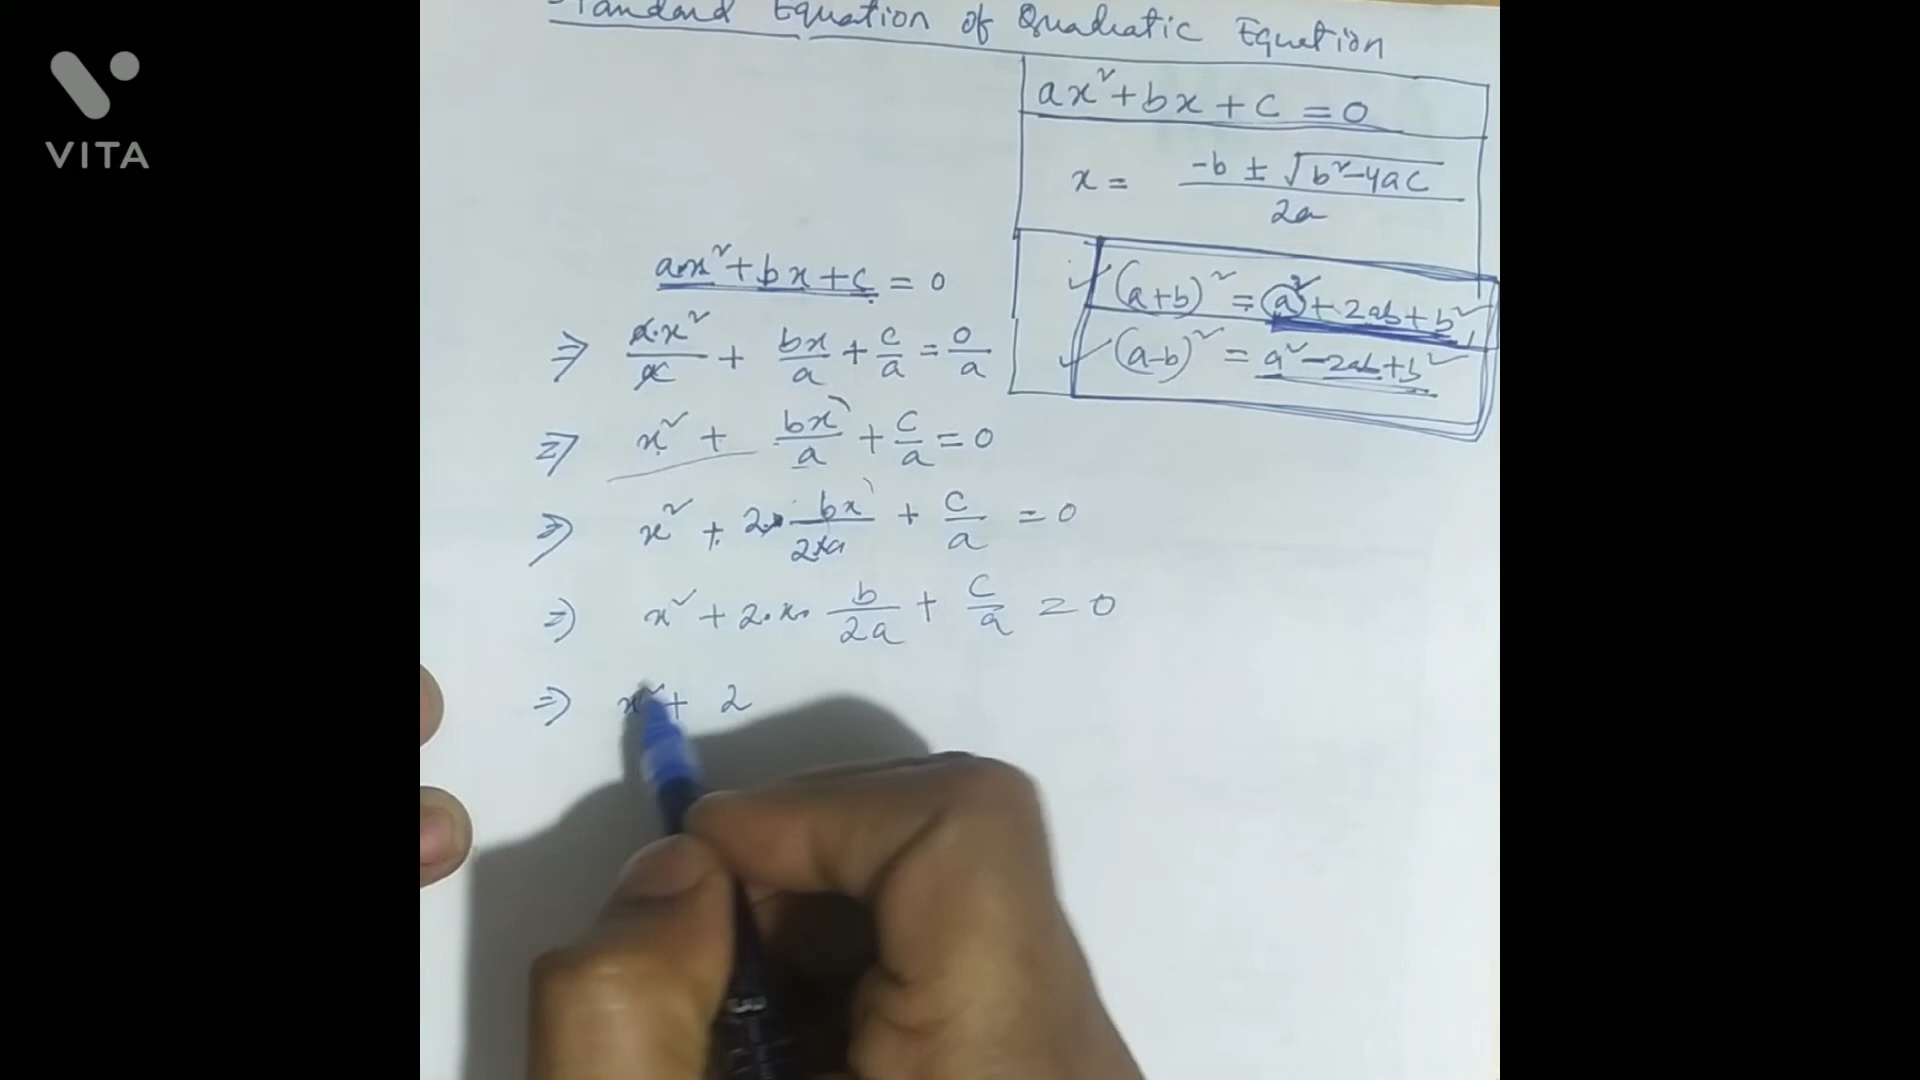 VITA
Standard Equation of Quadratic Equation
ax²+bx+c=0
x = -b ± √b²-4ac / 2a
(a+b)² = a²+2ab+b²
(a-b)² = a²-2ab+b²
ax²+bx+c = 0
⇒ a·x²/a + bx/a + c/a = 0/a
⇒ x² + bx/a + c/a = 0
⇒ x² + 2· bx/2×a + c/a = 0
⇒ x² + 2·x· b/2a + c/a = 0
⇒ x² + 2